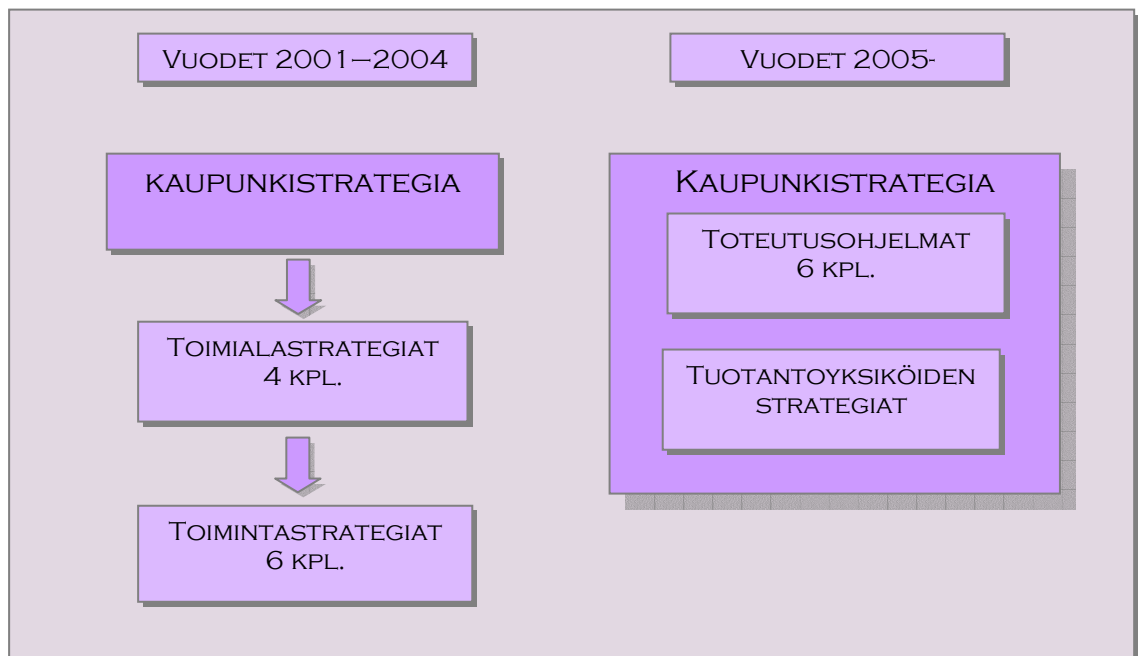 VUODET 2001–2004
KAUPUNKISTRATEGIA
TOIMIALASTRATEGIAT
4 KPL.
TOIMINTASTRATEGIAT
6 KPL.
VUODET 2005-
KAUPUNKISTRATEGIA
TOTEUTUSOHJELMAT
6 KPL.
TUOTANTOYKSIKÖIDEN
STRATEGIAT